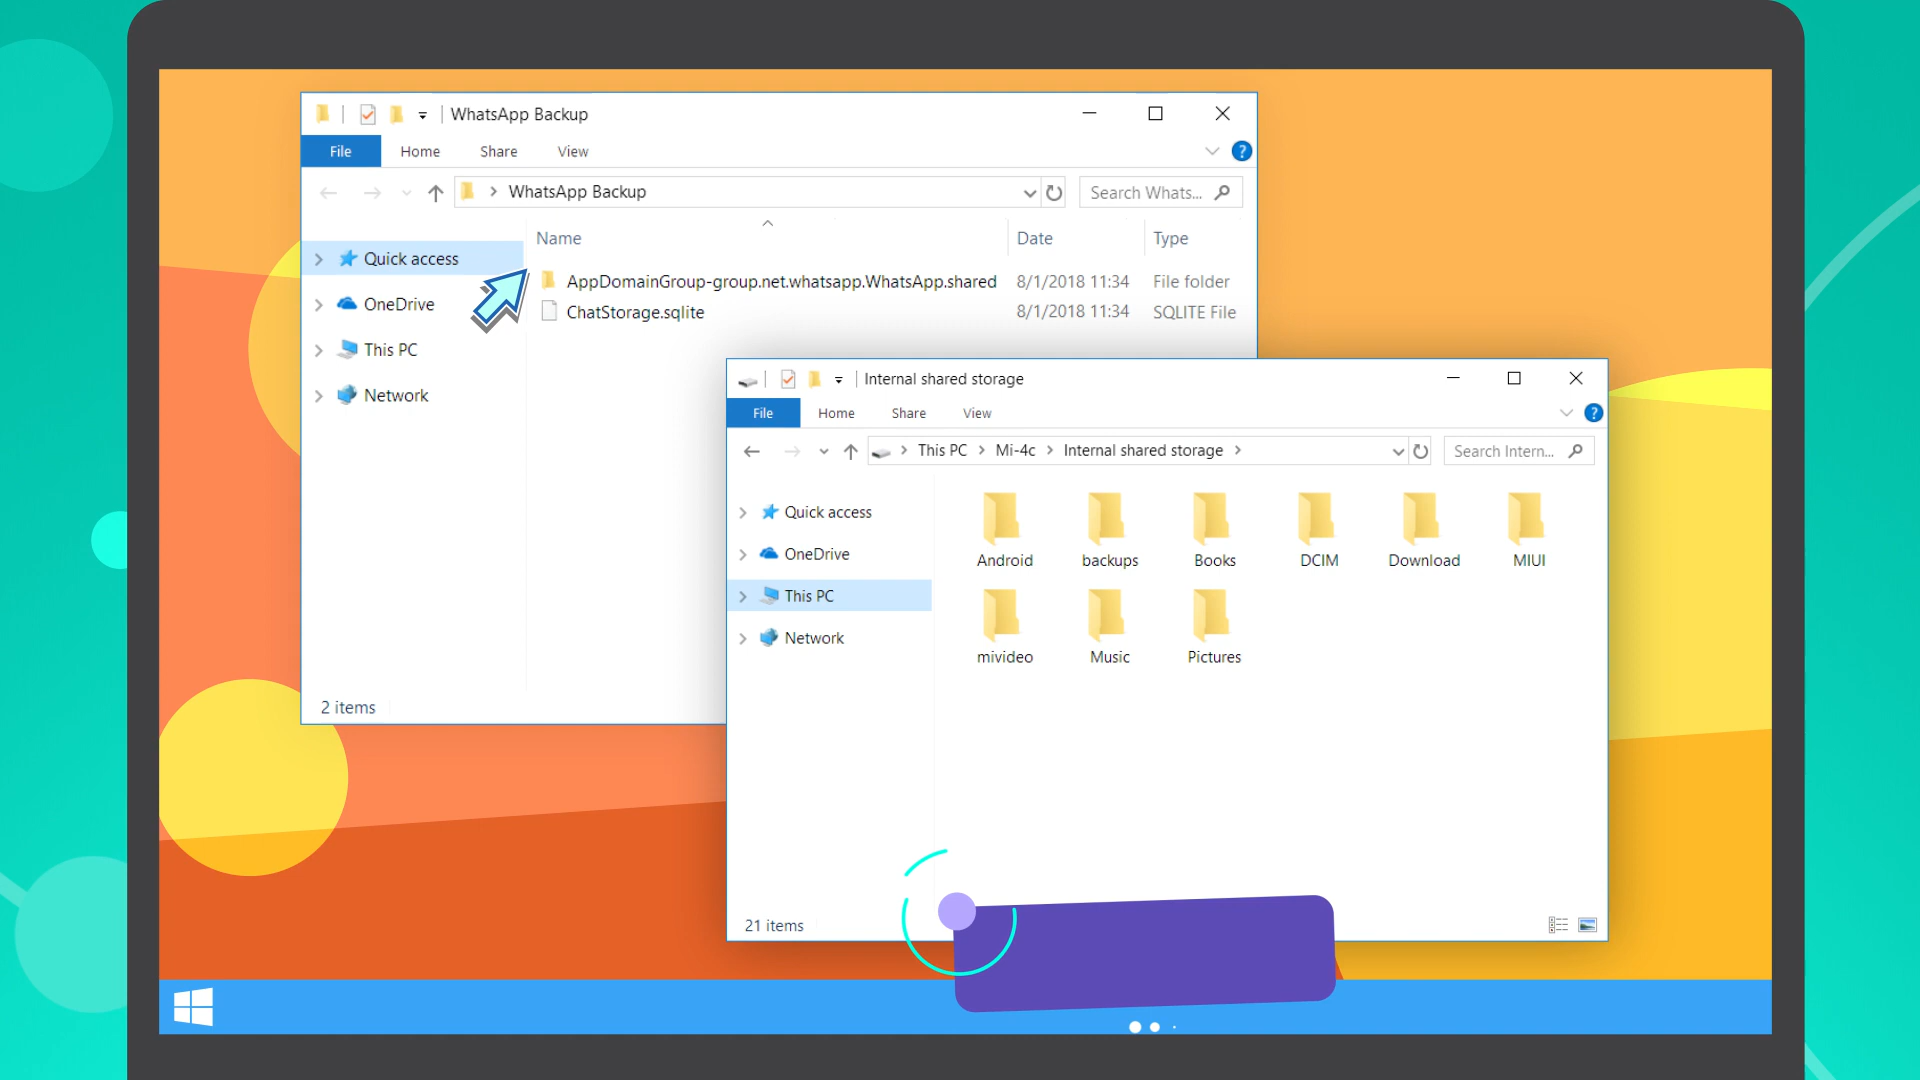 WhatsApp Backup
File Home Share View
WhatsApp Backup
Search Whats...
Name Date Type
Quick access
OneDrive
This PC
Network
AppDomainGroup-group.net.whatsapp.WhatsApp.shared 8/1/2018 11:34 File folder
ChatStorage.sqlite 8/1/2018 11:34 SQLITE File
2 items
Internal shared storage
File Home Share View
This PC Mi-4c Internal shared storage
Search Intern...
Quick access
OneDrive
This PC
Network
Android backups Books DCIM Download MIUI
mivideo Music Pictures
21 items